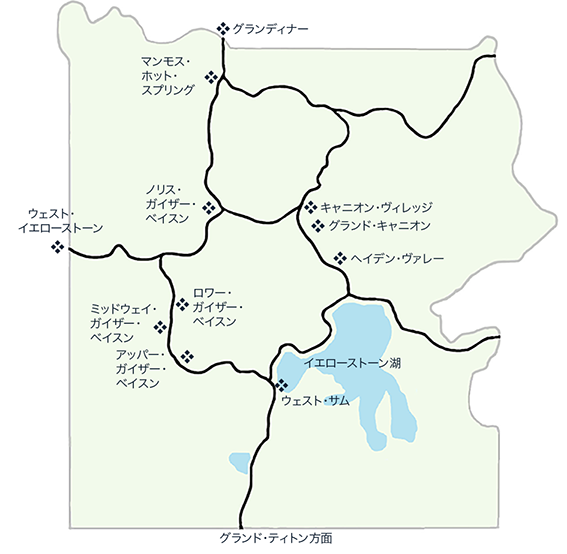 グランディナー
マンモス・
ホット・
スプリング
ノリス・
ガイザー・
ベイスン
キャニオン・ヴィレッジ
グランド・キャニオン
ウェスト・
イエローストーン
ヘイデン・ヴァレー
ロワー・
ガイザー・
ベイスン
ミッドウェイ・
ガイザー・
ベイスン
アッパー・
ガイザー・
ベイスン
イエローストーン湖
ウェスト・サム
グランド・ティトン方面